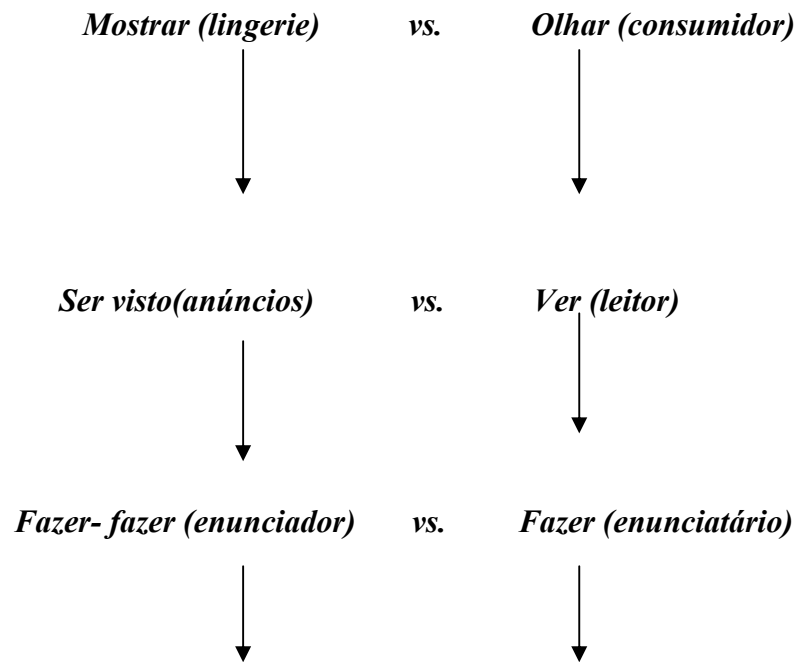 Mostrar (lingerie) vs. Olhar (consumidor)
Ser visto(anúncios) vs. Ver (leitor)
Fazer- fazer (enunciador) vs. Fazer (enunciatário)